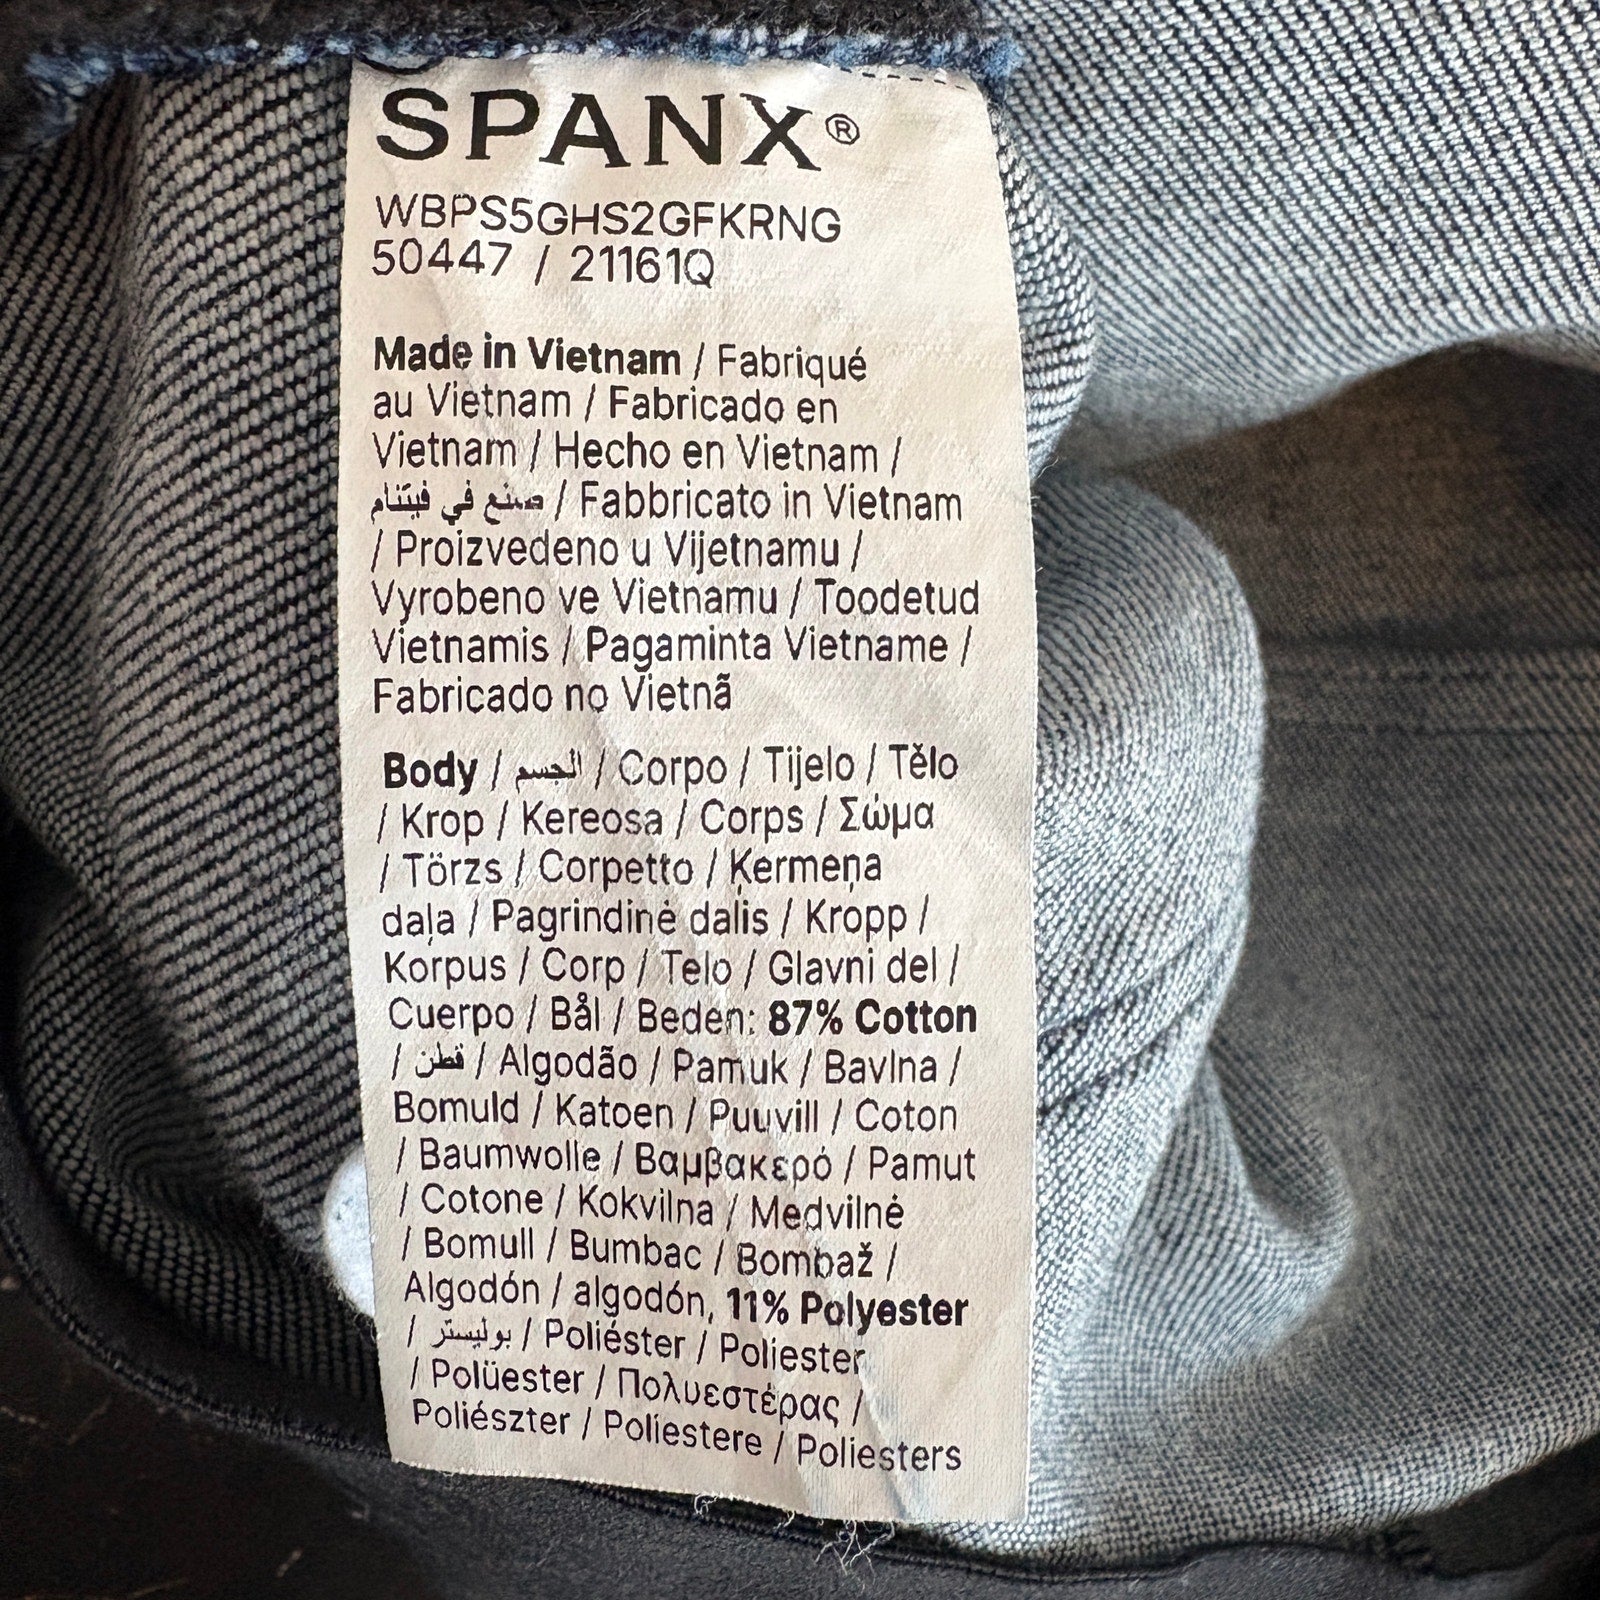 SPANX®
WBPS5GHS2GFKRNG
50447 / 21161Q
Made in Vietnam / Fabriqué
au Vietnam / Fabricado en
Vietnam / Hecho en Vietnam /
صنع في فيتنام / Fabbricato in Vietnam
/ Proizvedeno u Vijetnamu /
Vyrobeno ve Vietnamu / Toodetud
Vietnamis / Pagaminta Vietname /
Fabricado no Vietnã
Body / الجسم / Corpo / Tijelo / Tělo
/ Krop / Kereosa / Corps / Σώμα
/ Törzs / Corpetto / Ķermeņa
daļa / Pagrindinė dalis / Kropp /
Korpus / Corp / Telo / Glavni del /
Cuerpo / Bål / Beden: 87% Cotton
/ قطن / Algodão / Pamuk / Bavlna /
Bomuld / Katoen / Puuvill / Coton
/ Baumwolle / Βαμβακερό / Pamut
/ Cotone / Kokvilna / Medvilnė
/ Bomull / Bumbac / Bombaž /
Algodón / algodón, 11% Polyester
/ بوليستر / Poliéster / Poliester
/ Polüester / Πολυεστέρας /
Poliészter / Poliestere / Poliesters